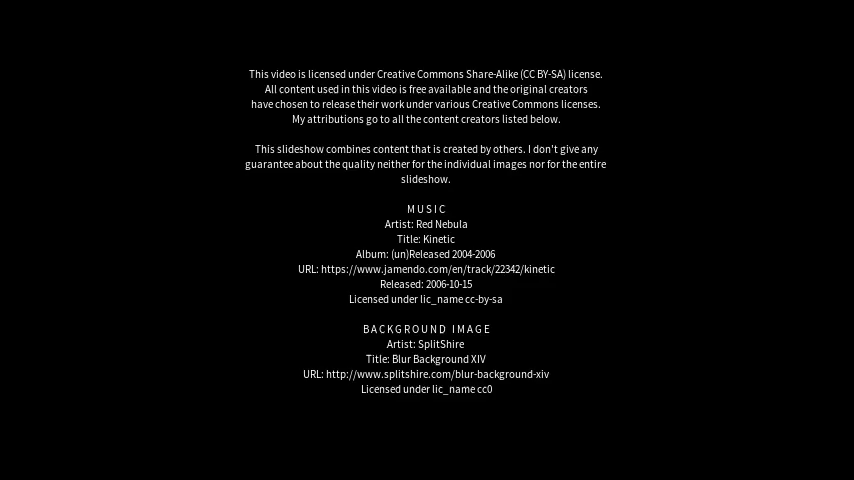 This video is licensed under Creative Commons Share-Alike (CC BY-SA) license.
All content used in this video is free available and the original creators
have chosen to release their work under various Creative Commons licenses.
My attributions go to all the content creators listed below.
This slideshow combines content that is created by others. I don't give any
guarantee about the quality neither for the individual images nor for the entire
slideshow.
MUSIC
Artist: Red Nebula
Title: Kinetic
Album: (un)Released 2004-2006
URL: https://www.jamendo.com/en/track/22342/kinetic
Released: 2006-10-15
Licensed under lic_name cc-by-sa
BACKGROUND IMAGE
Artist: SplitShire
Title: Blur Background XIV
URL: http://www.splitshire.com/blur-background-xiv
Licensed under lic_name cc0